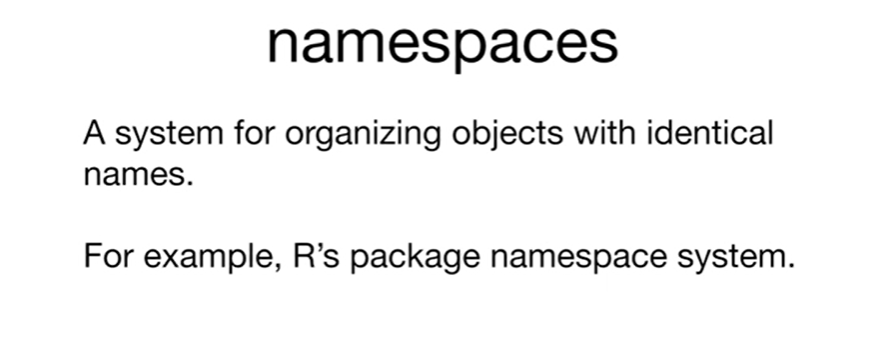 namespaces
A system for organizing objects with identical
names.
For example, R’s package namespace system.